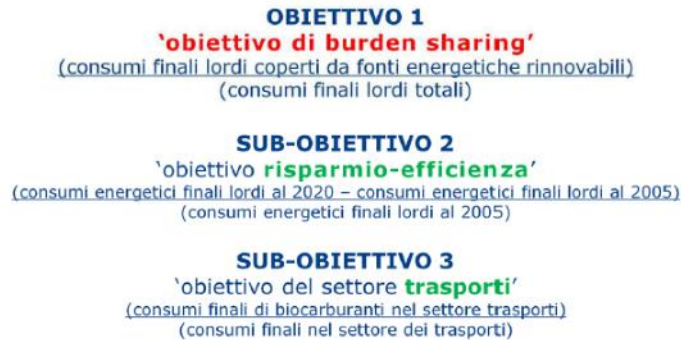 OBIETTIVO 1
‘obiettivo di burden sharing’
(consumi finali lordi coperti da fonti energetiche rinnovabili)
(consumi finali lordi totali)
SUB-OBIETTIVO 2
‘obiettivo risparmio-efficienza’
(consumi energetici finali lordi al 2020 – consumi energetici finali lordi al 2005)
(consumi energetici finali lordi al 2005)
SUB-OBIETTIVO 3
‘obiettivo del settore trasporti’
(consumi finali di biocarburanti nel settore trasporti)
(consumi finali nel settore dei trasporti)